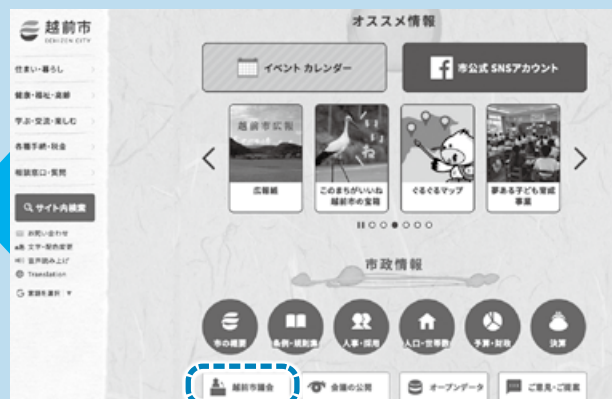 越前市
ECHIZEN CITY
住まい・暮らし
健康・福祉・高齢
学ぶ・交流・楽しむ
各種手続・税金
相談窓口・質問
サイト内検索
お問い合わせ
文字・配色変更
音声読み上げ
Translation
言語を選択 ▼
オススメ情報
イベント カレンダー
市公式 SNSアカウント
越前市広報
いいね
広報紙
このまちがいいね
越前市の宝箱
ぐるぐるマップ
夢ある子ども育成
事業
市政情報
市の概要
条例・規則集
人事・採用
人口・世帯数
予算・財政
決算
越前市議会
会議の公開
オープンデータ
ご意見・ご提案